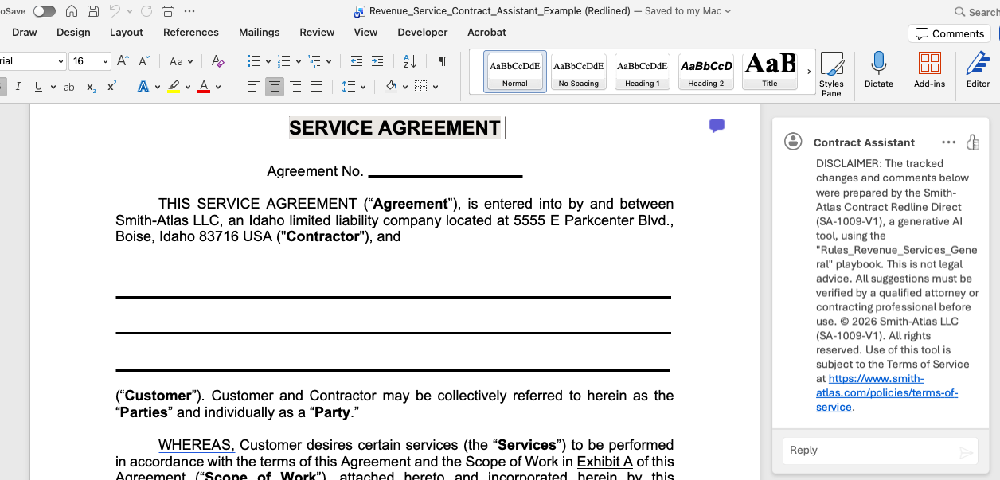 oSave
Revenue_Service_Contract_Assistant_Example (Redlined) — Saved to my Mac
Search
Draw Design Layout References Mailings Review View Developer Acrobat
Comments
rial 16 A A Aa A
AaBbCcDdE AaBbCcDdE AaBbCcDdE AaBbCcD AaB
Normal No Spacing Heading 1 Heading 2 Title
Styles Pane
Dictate Add-ins Editor
I U ab x₂ x² A A
SERVICE AGREEMENT
Agreement No.
THIS SERVICE AGREEMENT (“Agreement”), is entered into by and between
Smith-Atlas LLC, an Idaho limited liability company located at 5555 E Parkcenter Blvd.,
Boise, Idaho 83716 USA ("Contractor"), and
(“Customer”). Customer and Contractor may be collectively referred to herein as the
“Parties” and individually as a “Party.”
WHEREAS, Customer desires certain services (the “Services”) to be performed
in accordance with the terms of this Agreement and the Scope of Work in Exhibit A of this
Agreement (“Scope of Work”), attached hereto and incorporated herein by this
Contract Assistant
DISCLAIMER: The tracked
changes and comments below
were prepared by the Smith-
Atlas Contract Redline Direct
(SA-1009-V1), a generative AI
tool, using the
"Rules_Revenue_Services_Gene
ral" playbook. This is not legal
advice. All suggestions must be
verified by a qualified attorney or
contracting professional before
use. © 2026 Smith-Atlas LLC
(SA-1009-V1). All rights
reserved. Use of this tool is
subject to the Terms of Service
at https://www.smith-
atlas.com/policies/terms-of-
service.
Reply